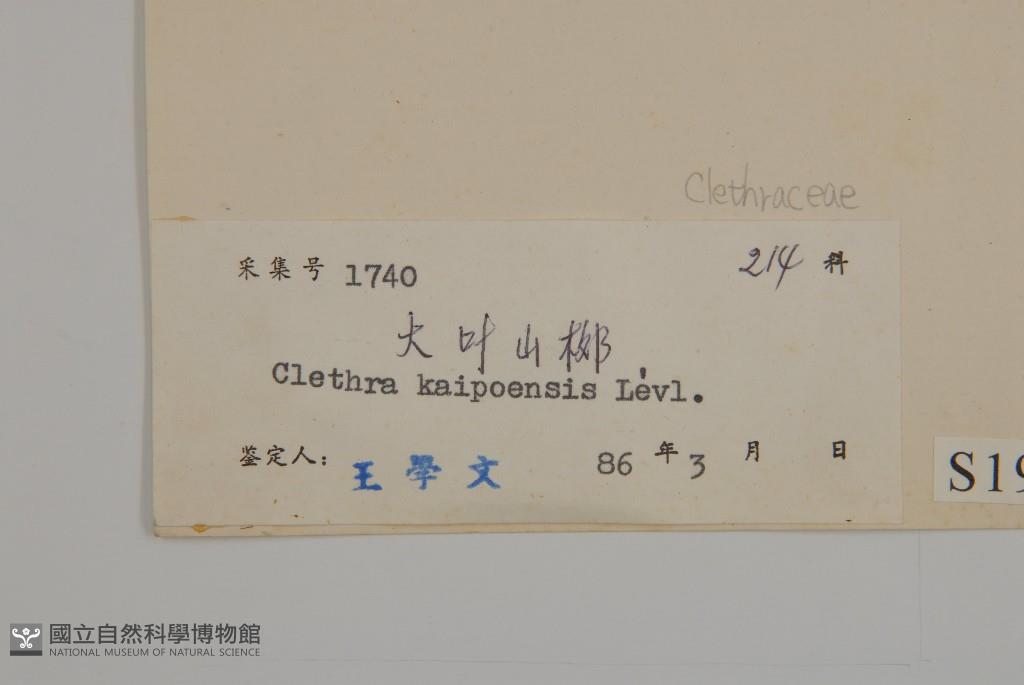 Clethraceae
采集号 1740 214 科
大叶山柳
Clethra kaipoensis Lévl.
鉴定人: 王學文 86 年 3 月 日
S19
國立自然科學博物館
NATIONAL MUSEUM OF NATURAL SCIENCE